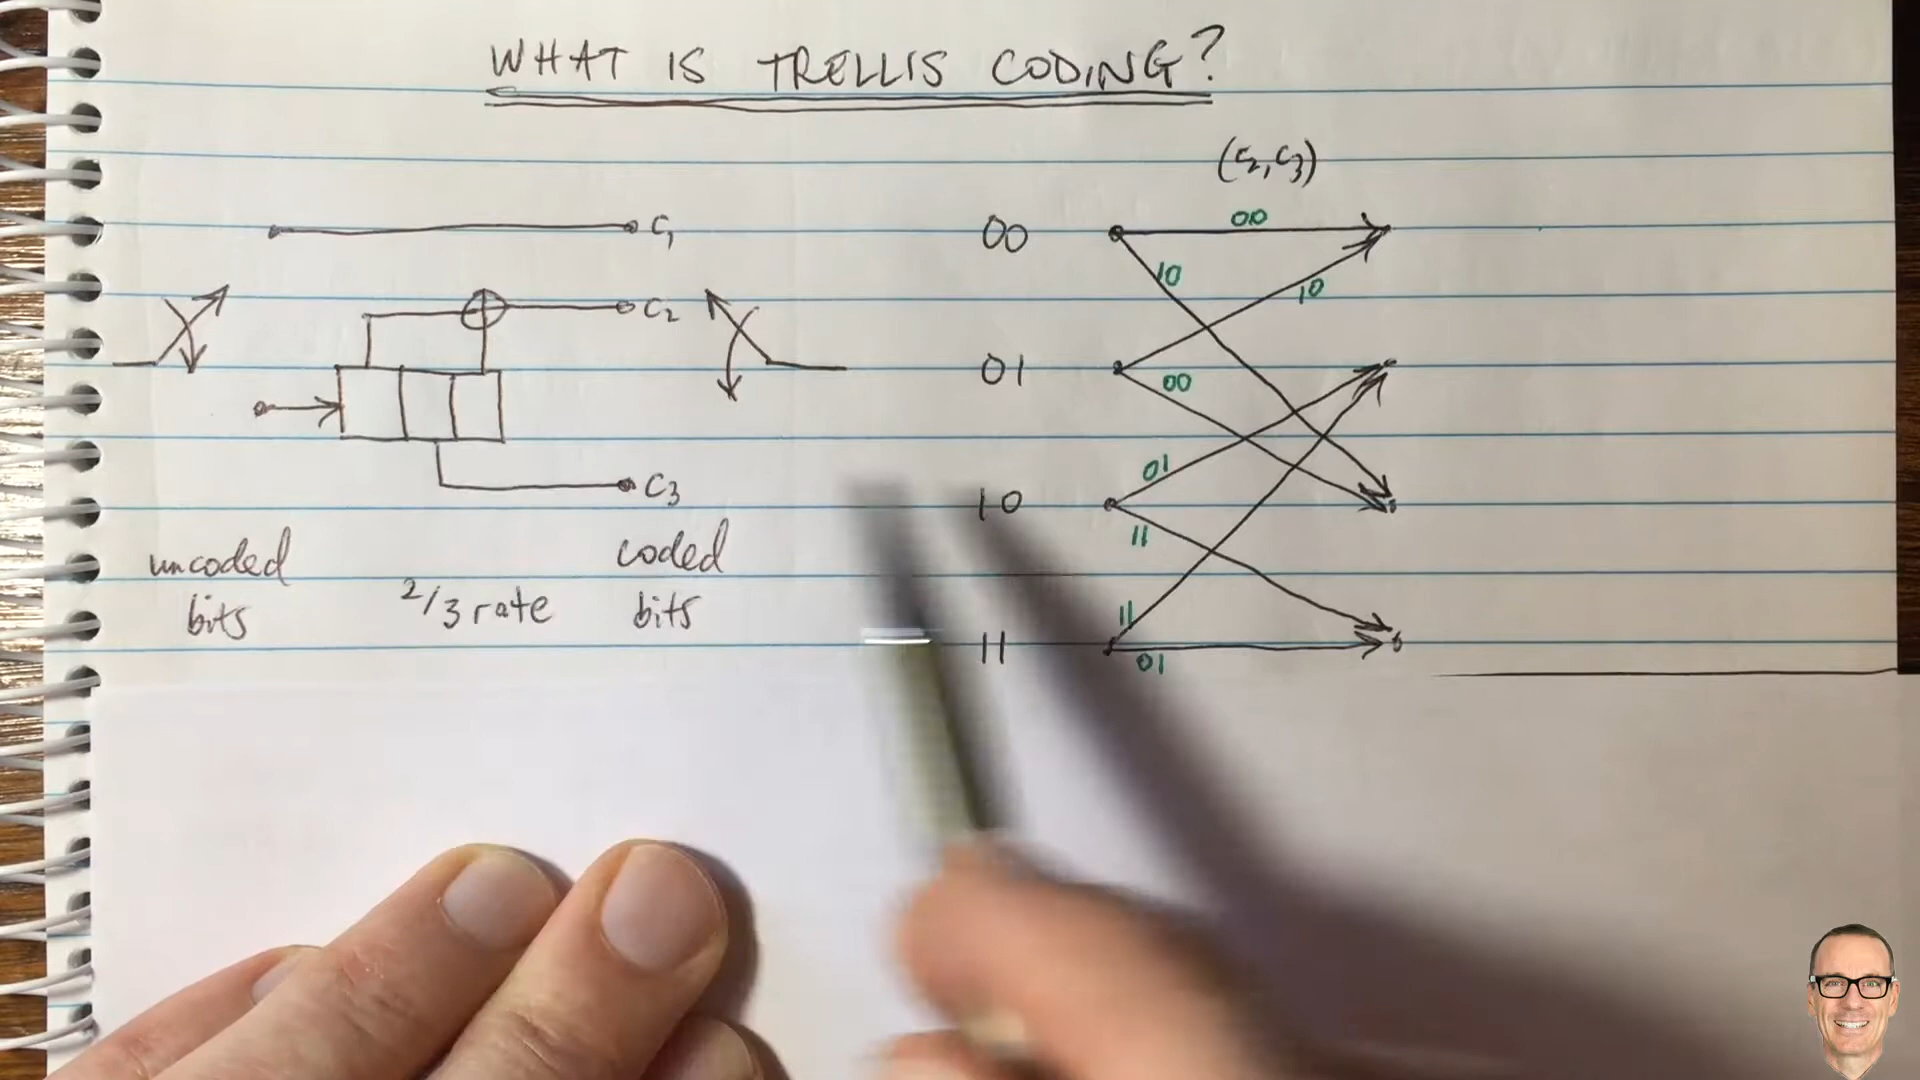 WHAT IS TRELLIS CODING?
(C2, C3)
C1
C2
C3
uncoded
bits
2/3 rate
coded
bits
00
01
10
11
00
10
10
00
01
11
11
01